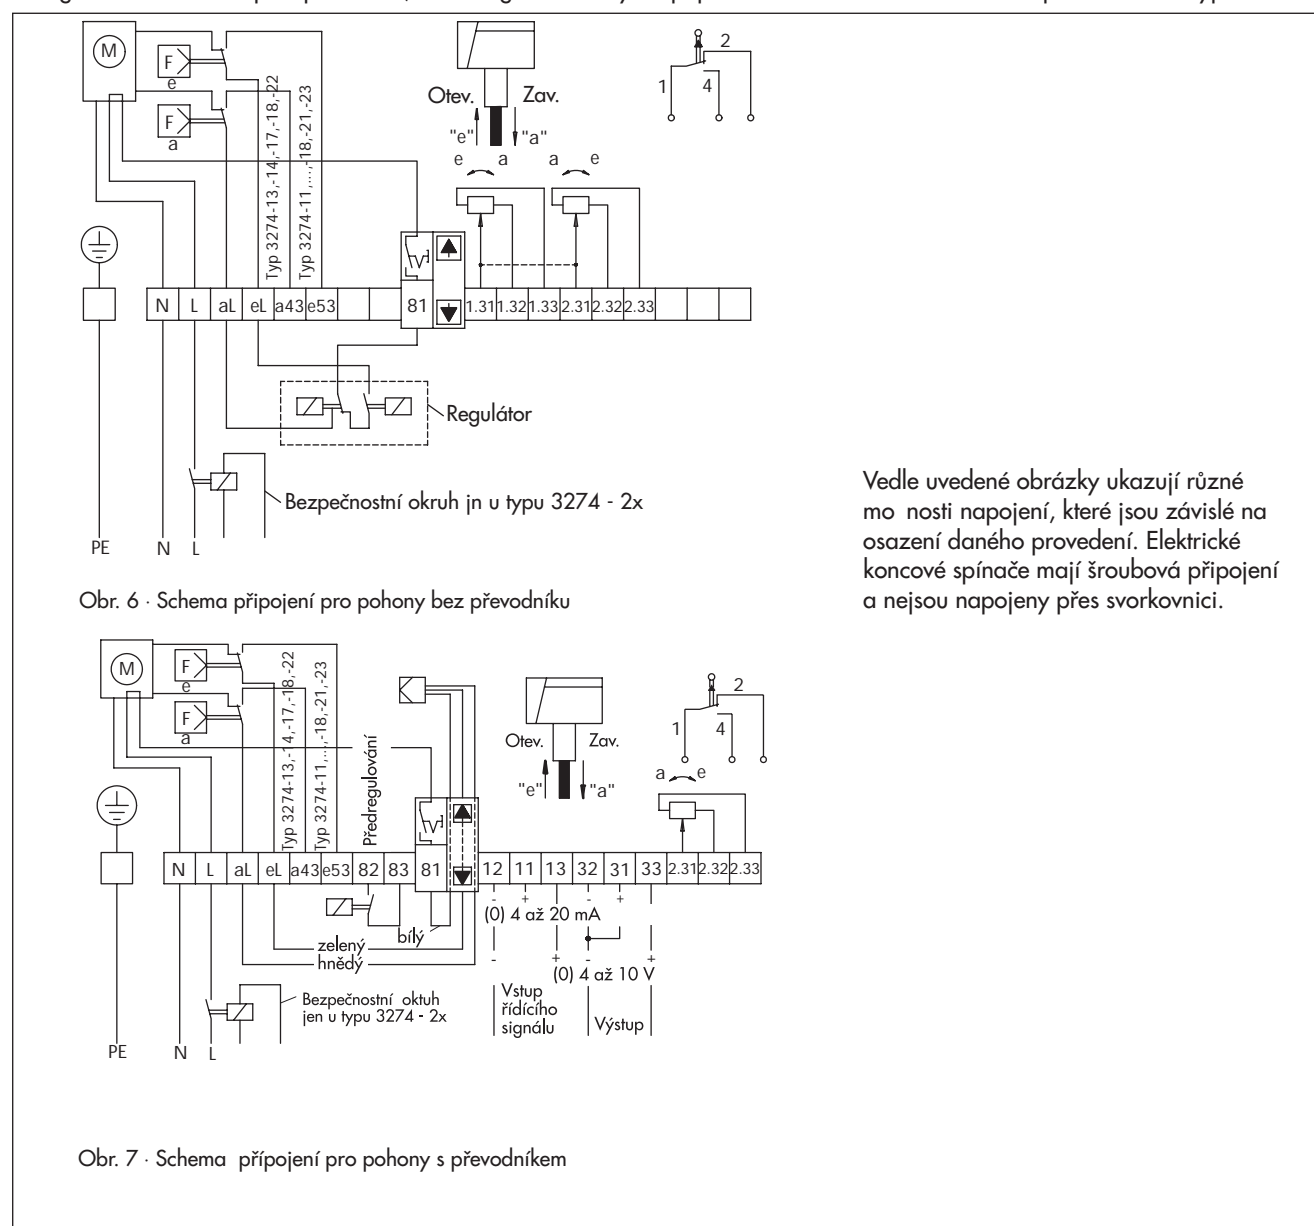 M
F
e
F
a
Typ 3274-13,-14,-17,-18,-22
Typ 3274-11,...,-18,-21,-23
Otev. Zav.
"e" "a"
e a a e
2
1 4
N L aL eL a43 e53 81 1.31 1.32 1.33 2.31 2.32 2.33
Regulátor
Bezpečnostní okruh jn u typu 3274 - 2x
PE N L
Obr. 6 · Schema připojení pro pohony bez převodníku
Vedle uvedené obrázky ukazují různé
mo nosti napojení, které jsou závislé na
osazení daného provedení. Elektrické
koncové spínače mají šroubová připojení
a nejsou napojeny přes svorkovnici.
M
F
e
F
a
Typ 3274-13,-14,-17,-18,-22
Typ 3274-11,...,-18,-21,-23
Předregulování
Otev. Zav.
"e" "a"
2
1 4
a e
N L aL eL a43 e53 82 83 81 12 11 13 32 31 33 2.31 2.32 2.33
- + - +
(0) 4 až 20 mA
bílý
zelený
hnědý
- + - +
(0) 4 až 10 V
Vstup
řídícího
signálu
Výstup
Bezpečnostní oktuh
jen u typu 3274 - 2x
PE N L
Obr. 7 · Schema přípojení pro pohony s převodníkem